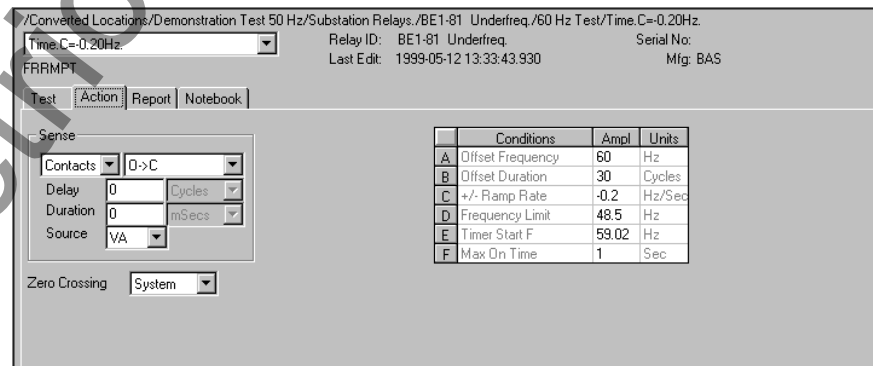 /Converted Locations/Demonstration Test 50 Hz/Substation Relays./BE1-81 Underfreq./60 Hz Test/Time.C=-0.20Hz.
Time.C=-0.20Hz.
Relay ID: BE1-81 Underfreq.
Serial No:
Last Edit: 1999-05-12 13:33:43.930
Mfg: BAS
FRRMPT
Test Action Report Notebook
Sense
Contacts O->C
Delay 0 Cycles
Duration 0 mSecs
Source VA
Zero Crossing System
Conditions Ampl Units
A Offset Frequency 60 Hz
B Offset Duration 30 Cycles
C +/- Ramp Rate -0.2 Hz/Sec
D Frequency Limit 48.5 Hz
E Timer Start F 59.02 Hz
F Max On Time 1 Sec